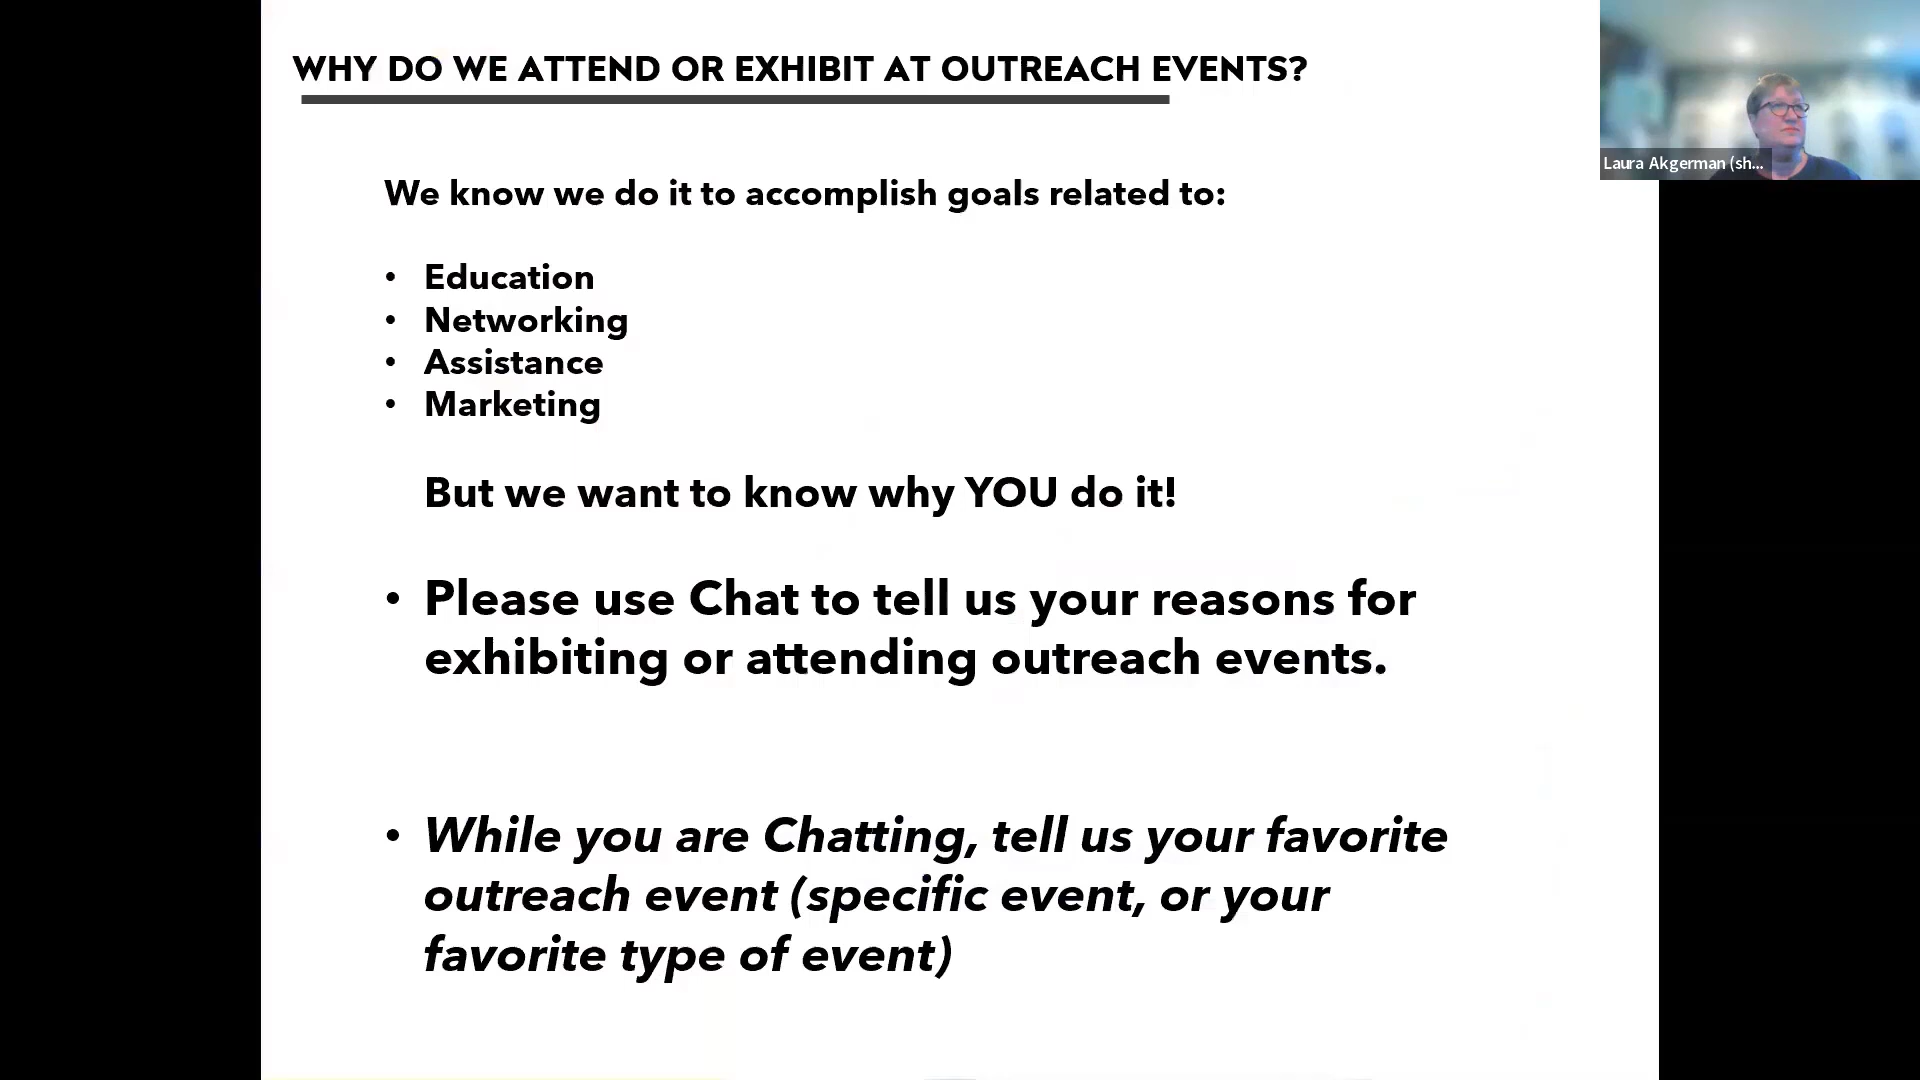 WHY DO WE ATTEND OR EXHIBIT AT OUTREACH EVENTS?
Laura Akgerman (sh...
We know we do it to accomplish goals related to:
• Education
• Networking
• Assistance
• Marketing
But we want to know why YOU do it!
• Please use Chat to tell us your reasons for
exhibiting or attending outreach events.
• While you are Chatting, tell us your favorite
outreach event (specific event, or your
favorite type of event)